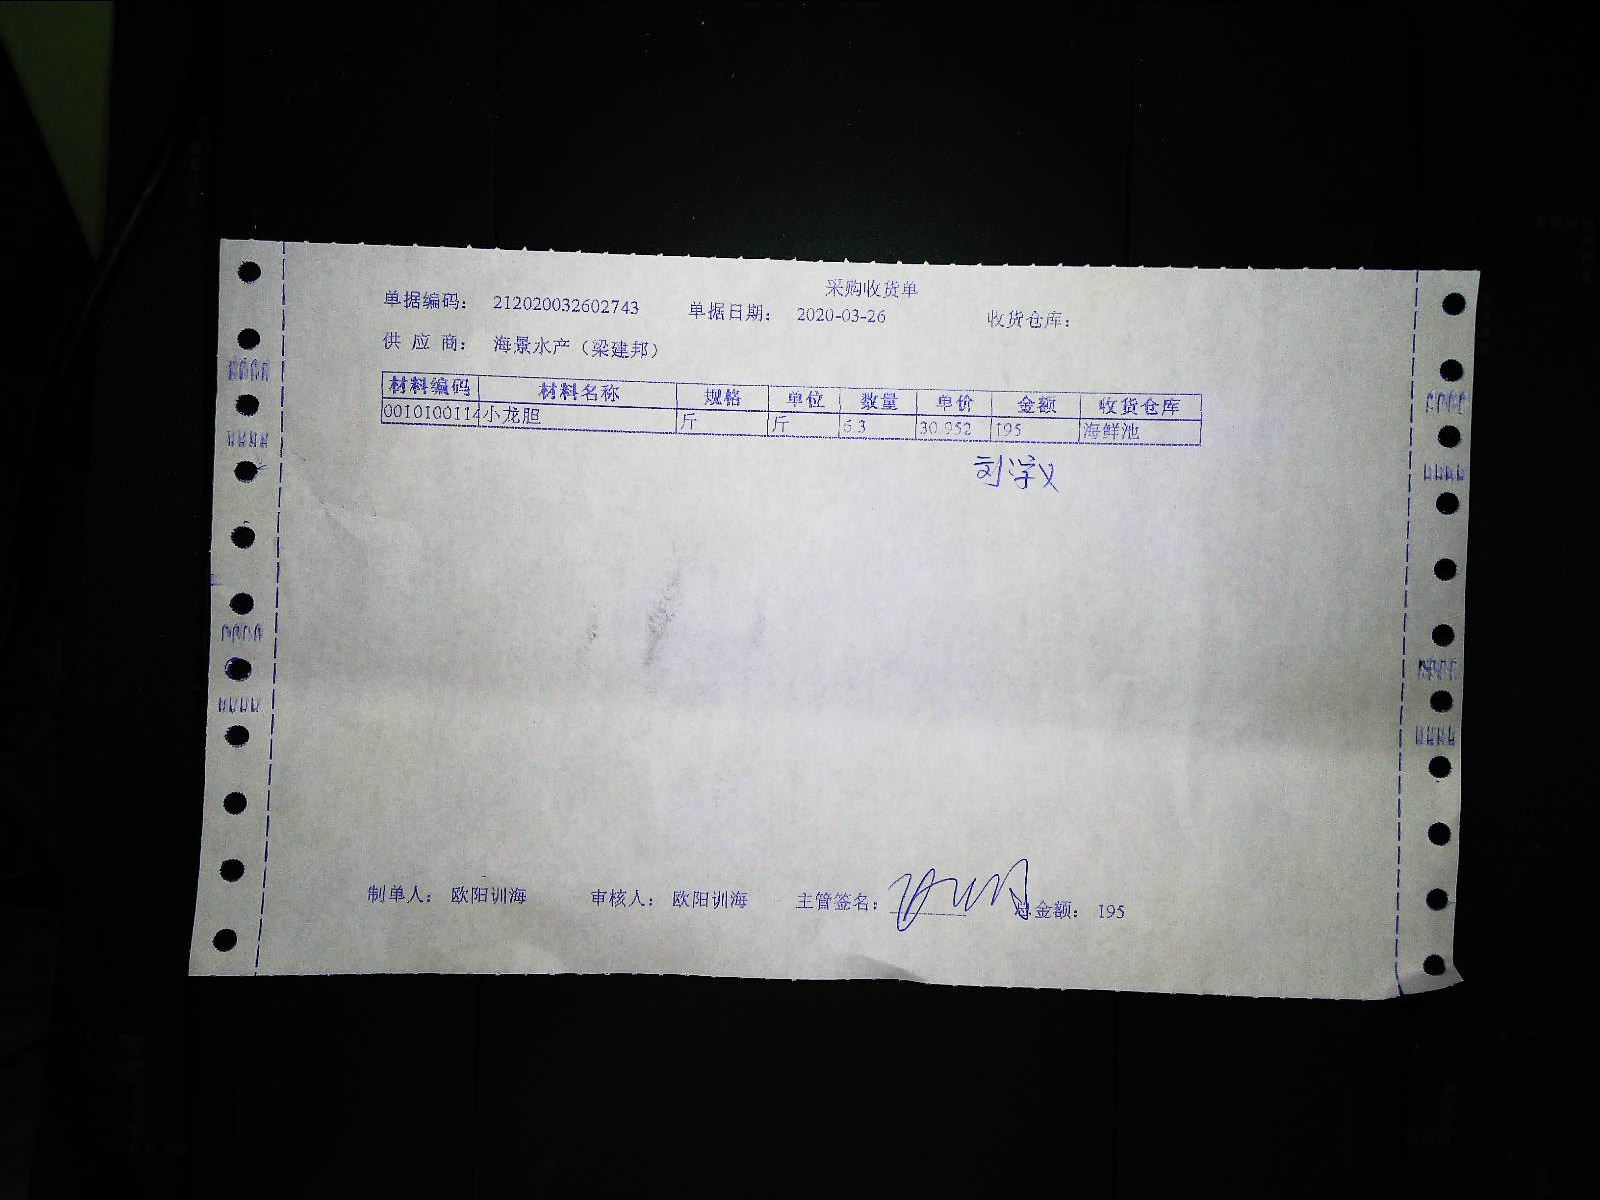 采购收货单
单据编码： 212020032602743 单据日期： 2020-03-26 收货仓库：
供 应 商： 海景水产（梁建邦）
材料编码 材料名称 规格 单位 数量 单价 金额 收货仓库
0010100114 小龙胆 斤 斤 6.3 30.952 195 海鲜池
刘学义
制单人： 欧阳训海 审核人： 欧阳训海 主管签名： 总金额： 195